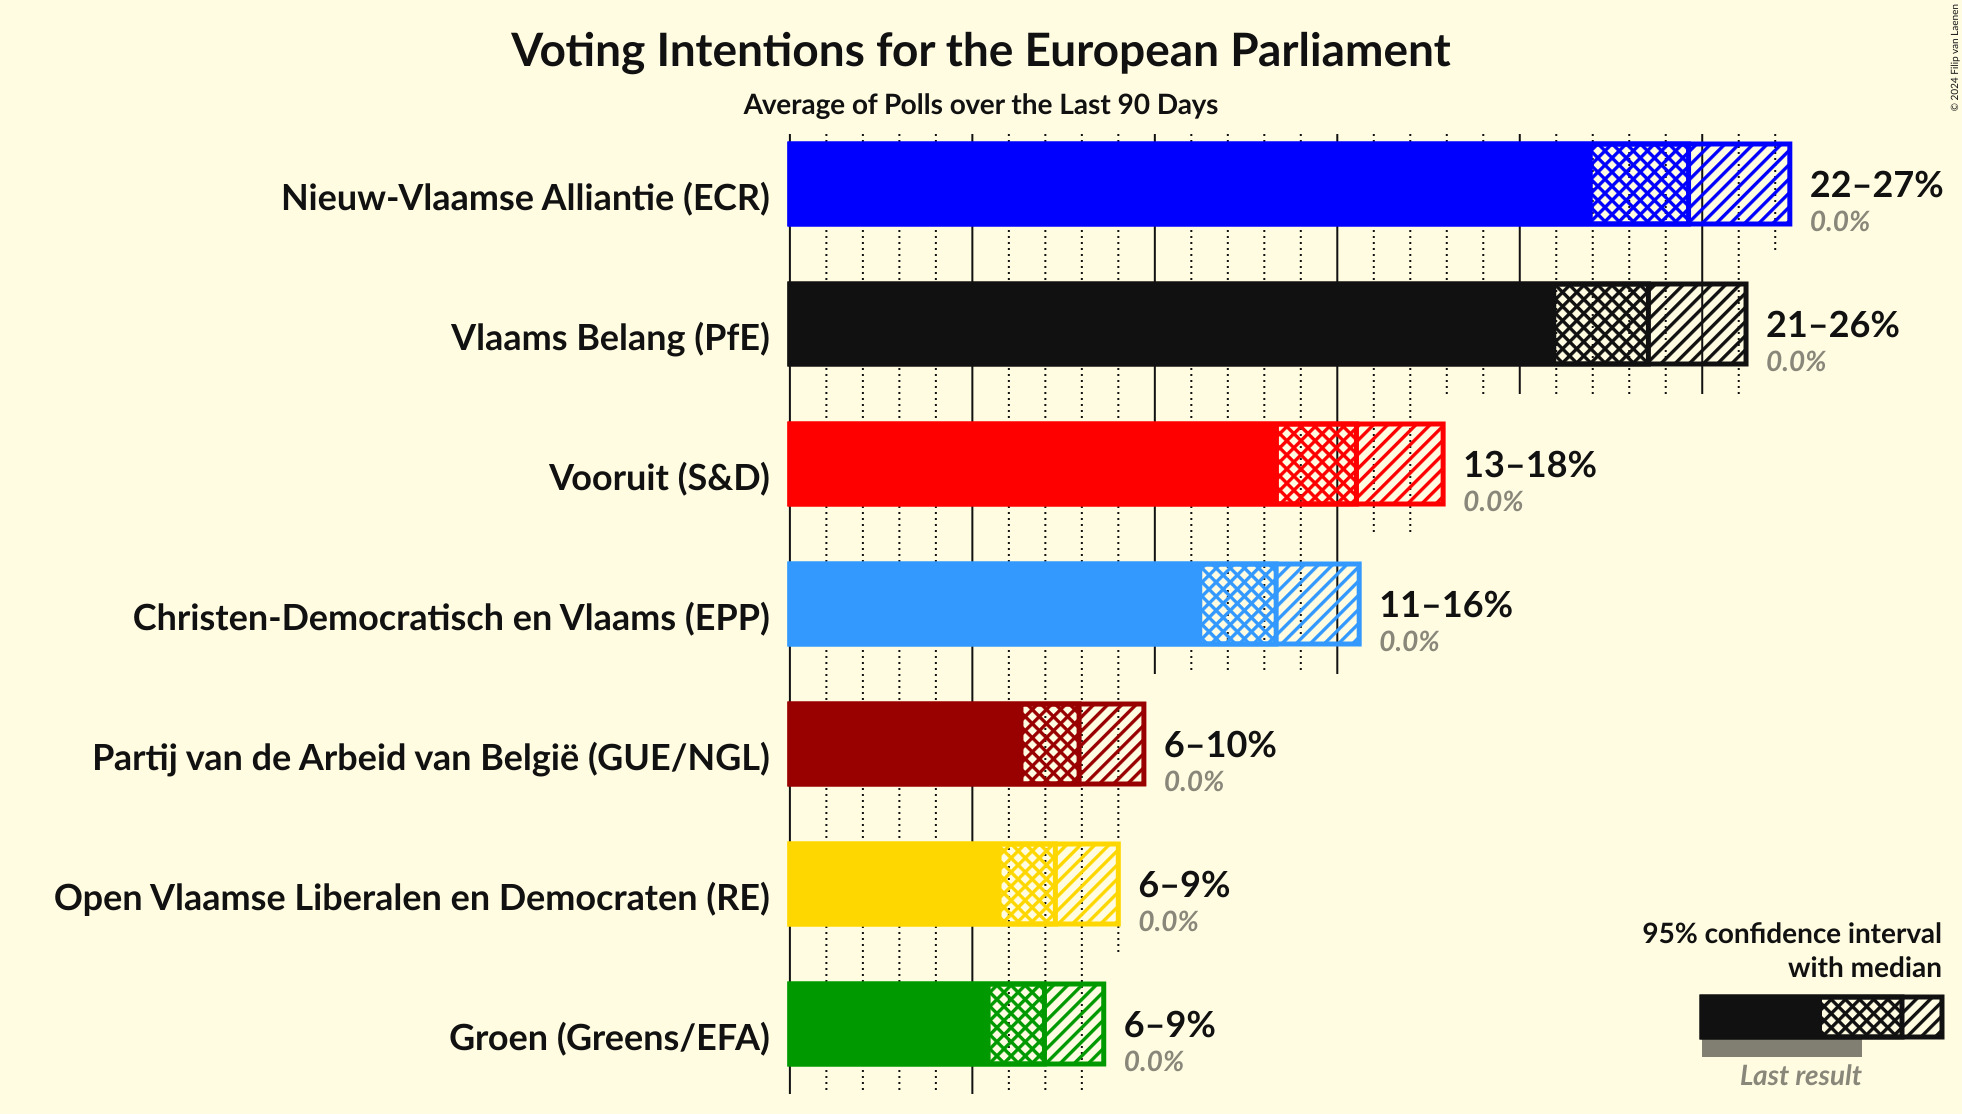 Voting Intentions for the European Parliament
Average of Polls over the Last 90 Days
© 2024 Filip van Laenen
Nieuw-Vlaamse Alliantie (ECR)
22–27%
0.0%
Vlaams Belang (PfE)
21–26%
0.0%
Vooruit (S&D)
13–18%
0.0%
Christen-Democratisch en Vlaams (EPP)
11–16%
0.0%
Partij van de Arbeid van België (GUE/NGL)
6–10%
0.0%
Open Vlaamse Liberalen en Democraten (RE)
6–9%
0.0%
Groen (Greens/EFA)
6–9%
0.0%
95% confidence interval
with median
Last result